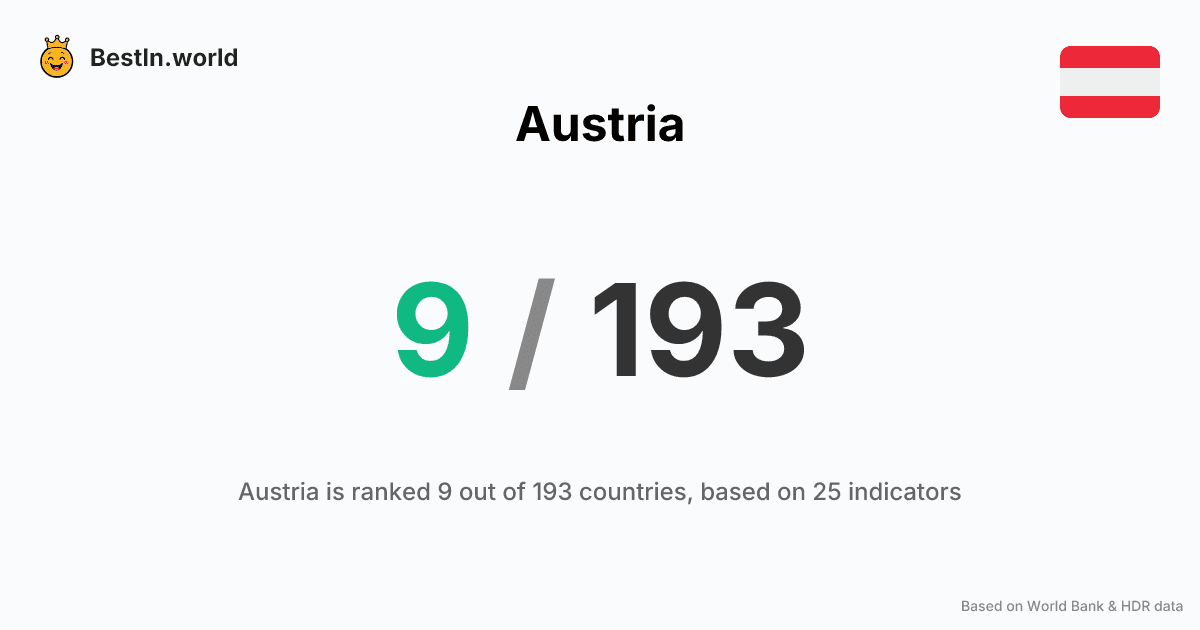 BestIn.world
Austria
9 / 193
Austria is ranked 9 out of 193 countries, based on 25 indicators
Based on World Bank & HDR data